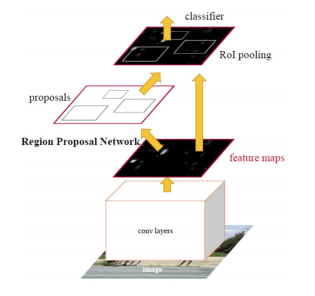 classifier
RoI pooling
proposals
Region Proposal Network
feature maps
conv layers
image